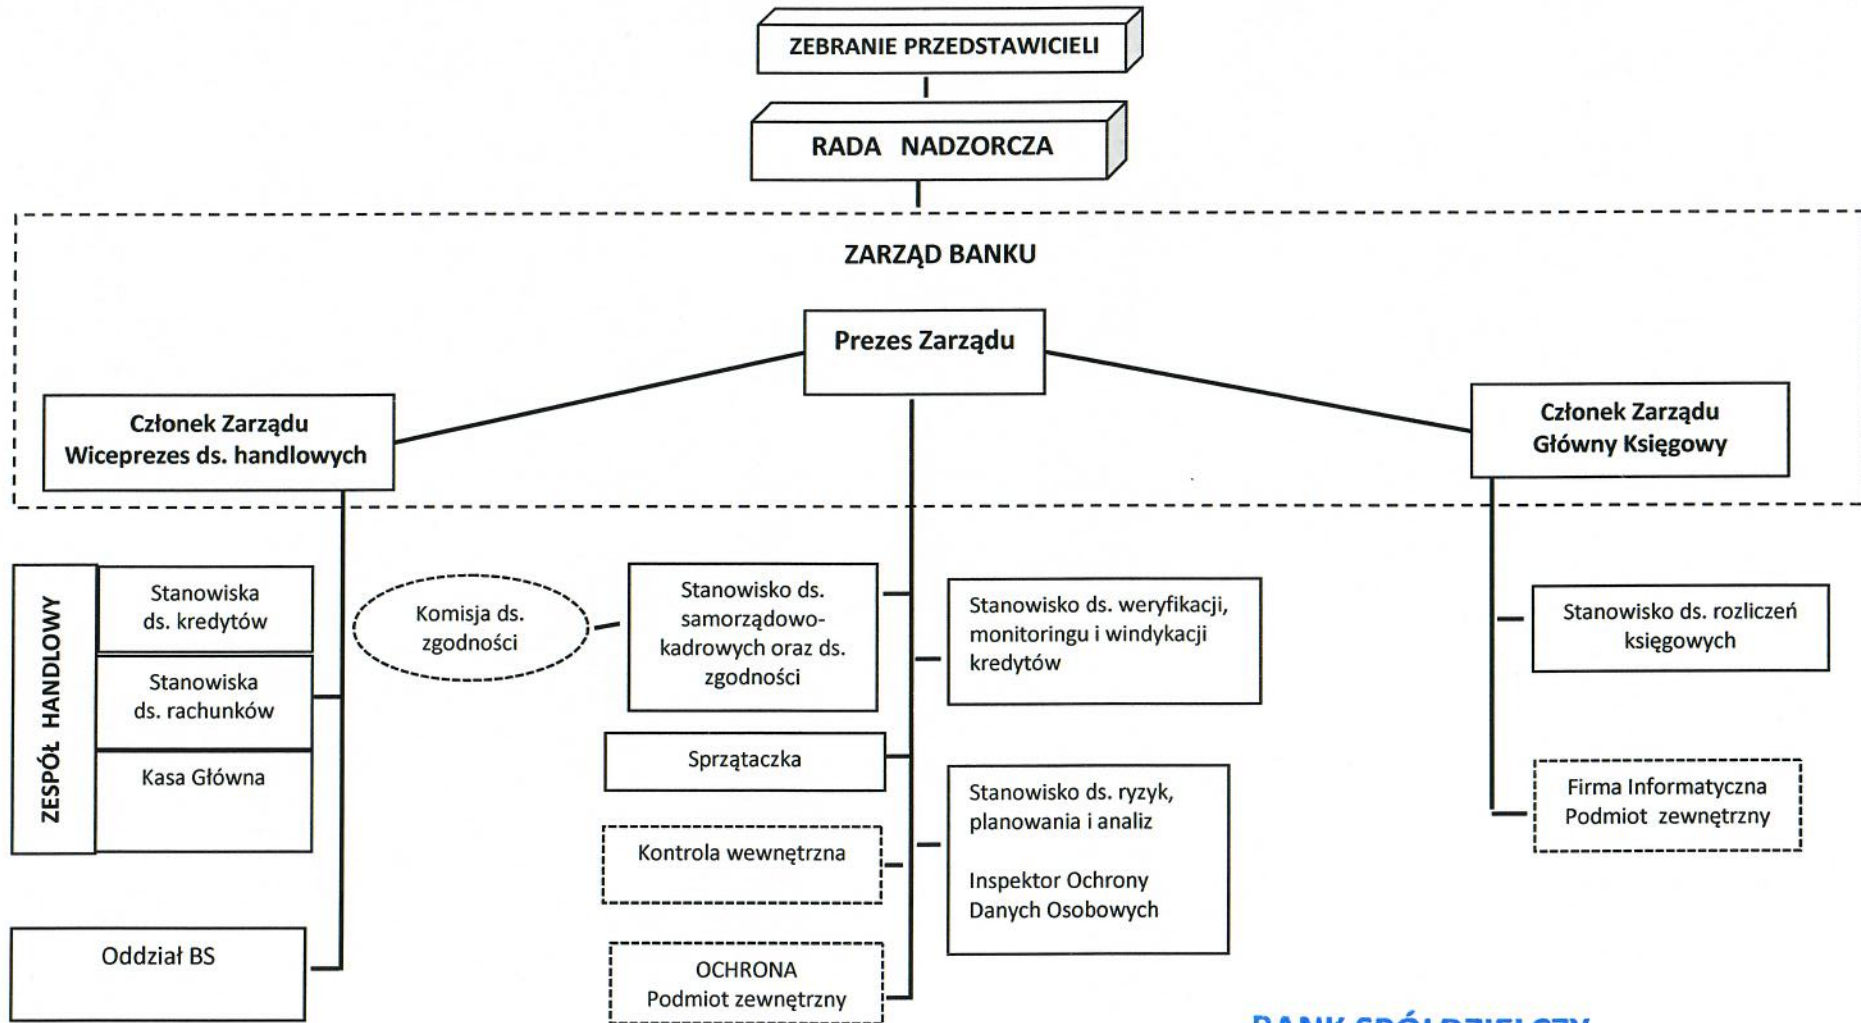 ZEBRANIE PRZEDSTAWICIELI
RADA NADZORCZA
ZARZĄD BANKU
Prezes Zarządu
Członek Zarządu
Wiceprezes ds. handlowych
Członek Zarządu
Główny Księgowy
ZESPÓŁ HANDLOWY
Stanowiska
ds. kredytów
Stanowiska
ds. rachunków
Kasa Główna
Oddział BS
Komisja ds.
zgodności
Stanowisko ds.
samorządowo-
kadrowych oraz ds.
zgodności
Sprzątaczka
Kontrola wewnętrzna
OCHRONA
Podmiot zewnętrzny
Stanowisko ds. weryfikacji,
monitoringu i windykacji
kredytów
Stanowisko ds. ryzyk,
planowania i analiz
Inspektor Ochrony
Danych Osobowych
Stanowisko ds. rozliczeń
księgowych
Firma Informatyczna
Podmiot zewnętrzny
BANK SPÓŁDZIELCZY